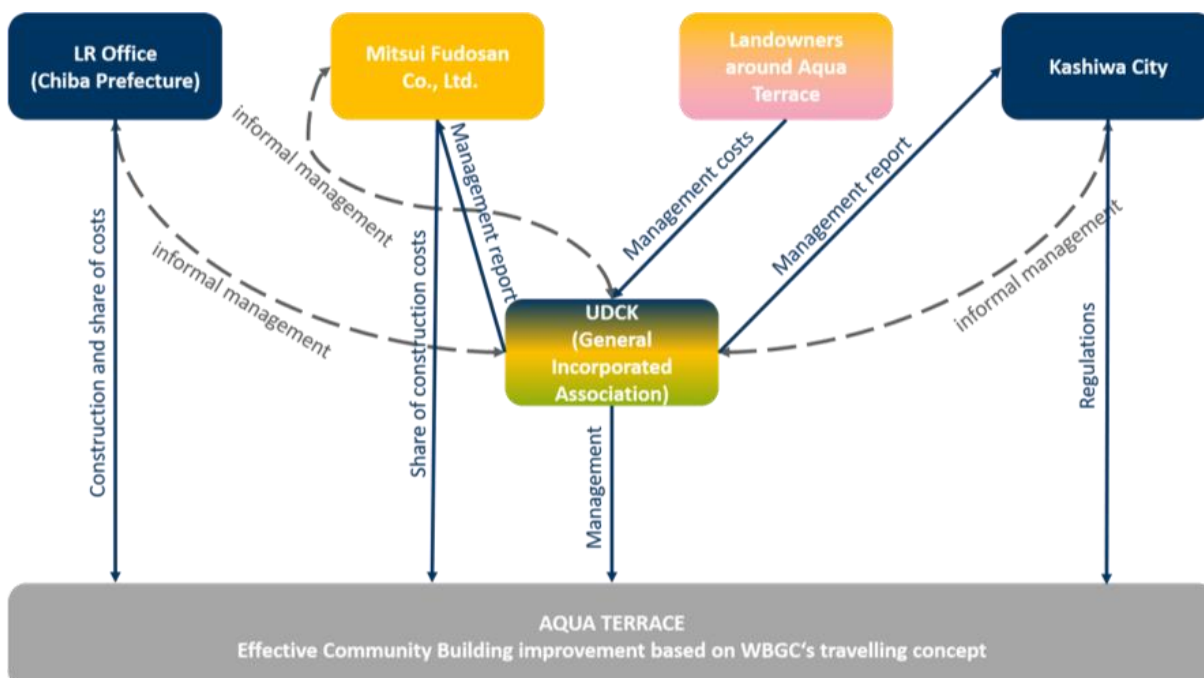 LR Office
(Chiba Prefecture)
Mitsui Fudosan
Co., Ltd.
Landowners
around Aqua
Terrace
Kashiwa City
informal management
Management report
Management costs
Management report
informal management
informal management
Construction and share of costs
Share of construction costs
UDCK
(General
Incorporated
Association)
Management
Regulations
AQUA TERRACE
Effective Community Building improvement based on WBGC‘s travelling concept